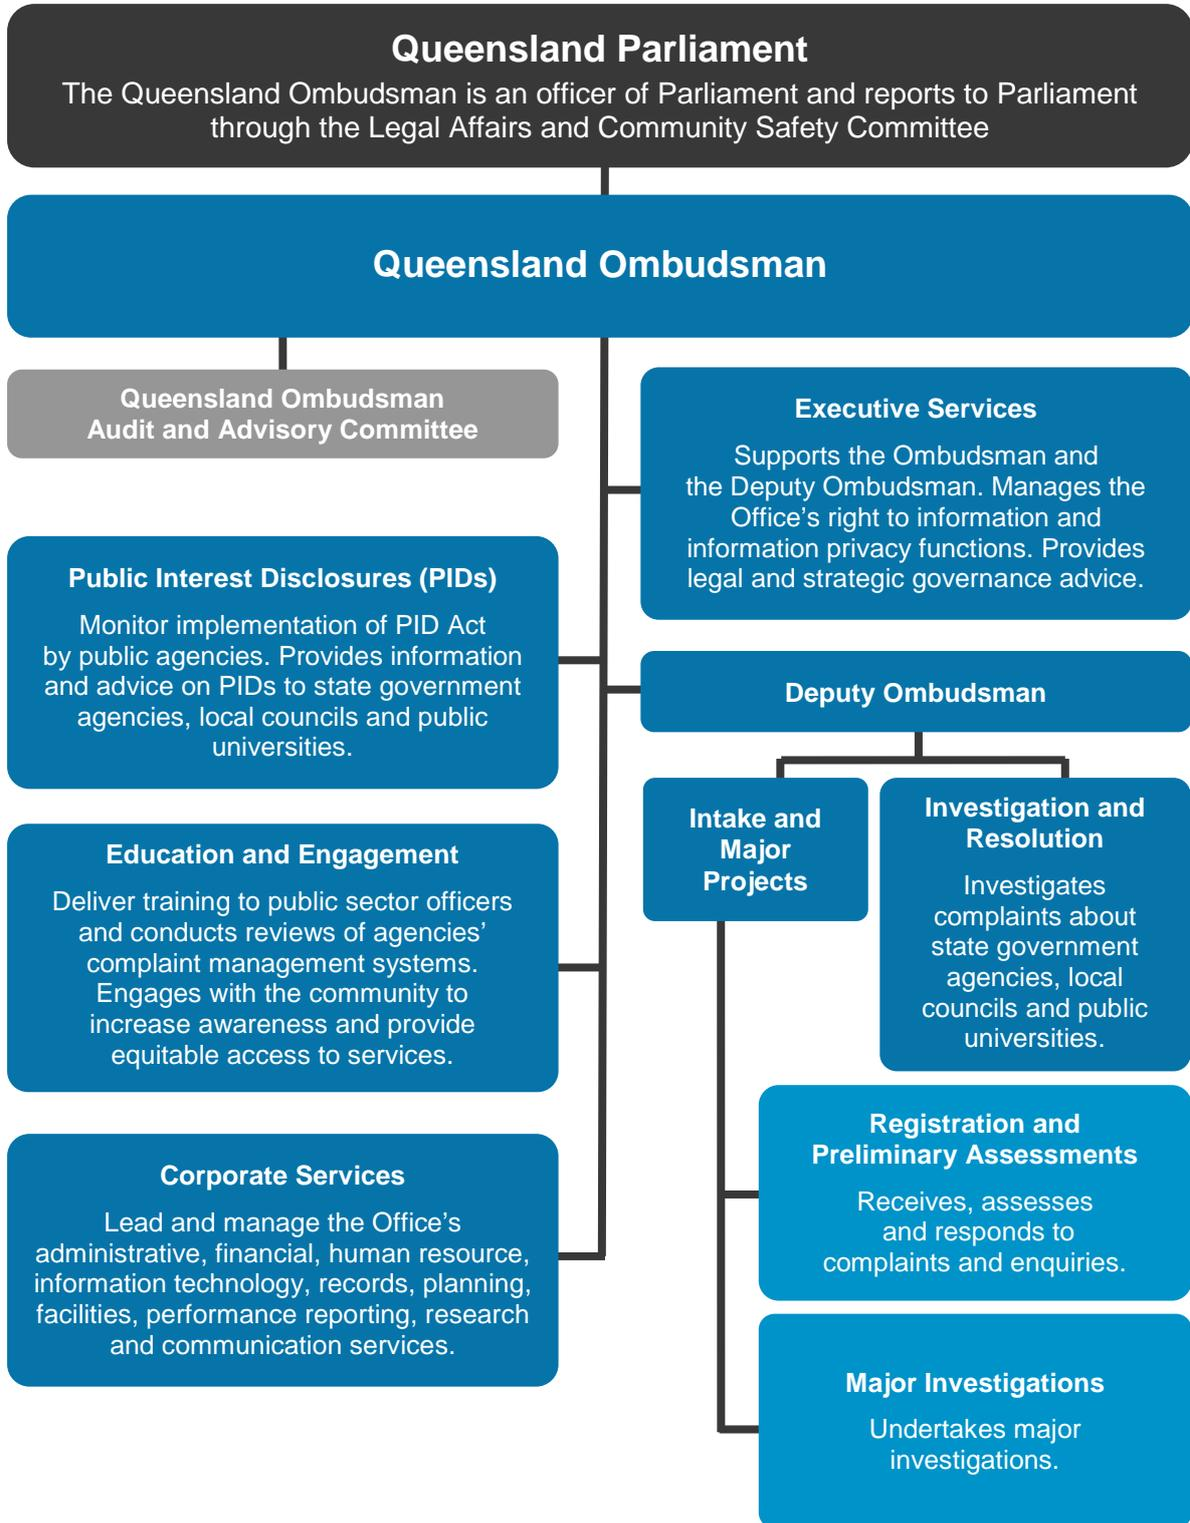 Queensland Parliament
The Queensland Ombudsman is an officer of Parliament and reports to Parliament
through the Legal Affairs and Community Safety Committee
Queensland Ombudsman
Queensland Ombudsman
Audit and Advisory Committee
Executive Services
Supports the Ombudsman and
the Deputy Ombudsman. Manages the
Office’s right to information and
information privacy functions. Provides
legal and strategic governance advice.
Public Interest Disclosures (PIDs)
Monitor implementation of PID Act
by public agencies. Provides information
and advice on PIDs to state government
agencies, local councils and public
universities.
Deputy Ombudsman
Intake and
Major
Projects
Investigation and
Resolution
Investigates
complaints about
state government
agencies, local
councils and public
universities.
Education and Engagement
Deliver training to public sector officers
and conducts reviews of agencies’
complaint management systems.
Engages with the community to
increase awareness and provide
equitable access to services.
Registration and
Preliminary Assessments
Receives, assesses
and responds to
complaints and enquiries.
Corporate Services
Lead and manage the Office’s
administrative, financial, human resource,
information technology, records, planning,
facilities, performance reporting, research
and communication services.
Major Investigations
Undertakes major
investigations.